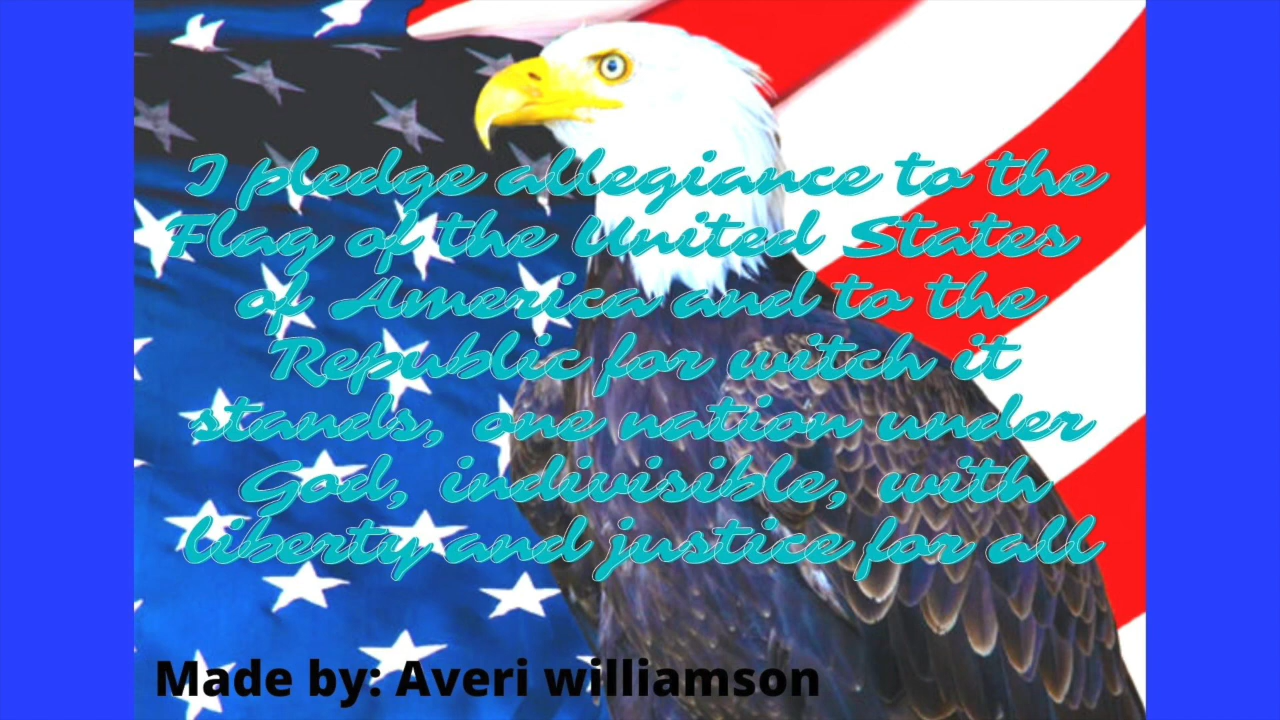 I pledge allegiance to the
Flag of the United States
of America and to the
Republic for witch it
stands, one nation under
God, indivisible, with
liberty and justice for all
Made by: Averi williamson